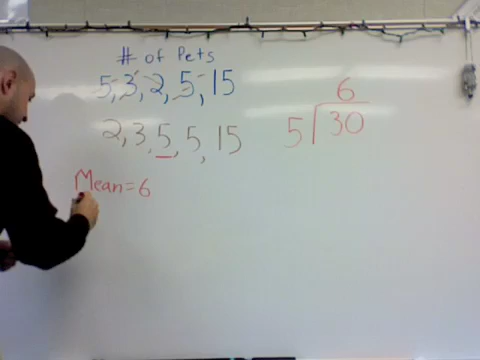 # of Pets
5, 3, 2, 5, 15
2, 3, 5, 5, 15
Mean = 6
6
5 30